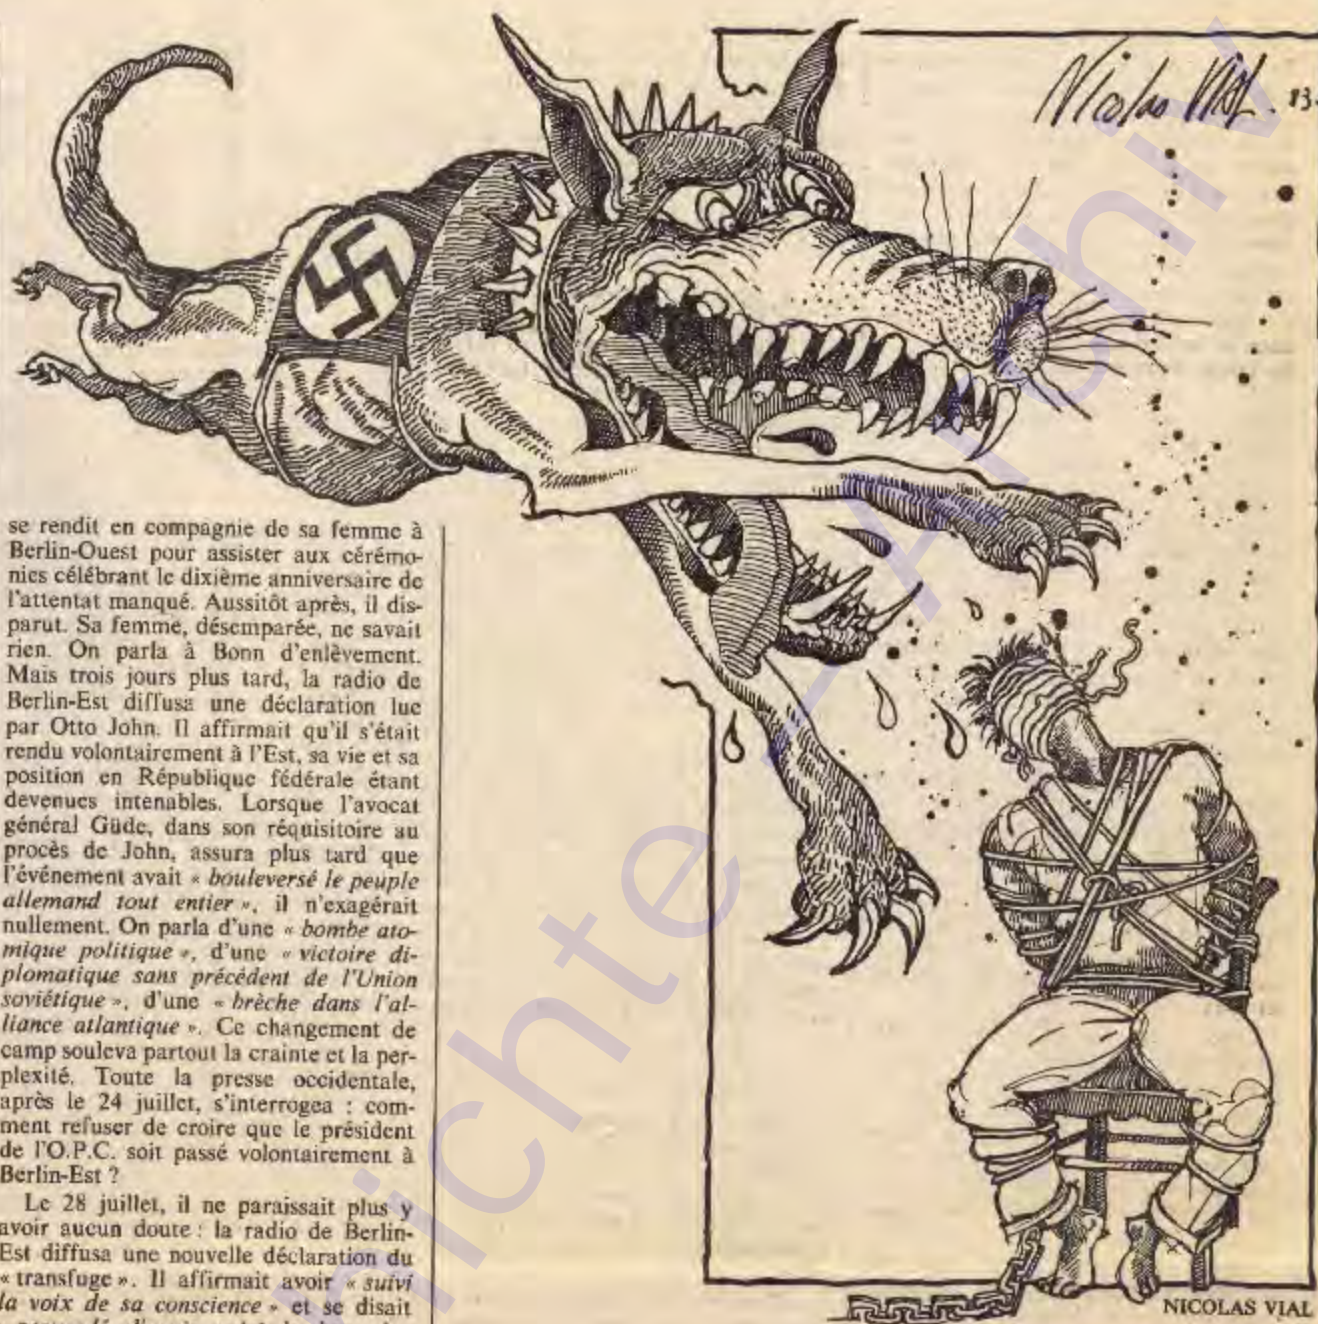 Nicolas Vial. 83.
se rendit en compagnie de sa femme à
Berlin-Ouest pour assister aux cérémo-
nies célébrant le dixième anniversaire de
l'attentat manqué. Aussitôt après, il dis-
parut. Sa femme, désemparée, ne savait
rien. On parla à Bonn d'enlèvement.
Mais trois jours plus tard, la radio de
Berlin-Est diffusa une déclaration lue
par Otto John. Il affirmait qu'il s'était
rendu volontairement à l'Est, sa vie et sa
position en République fédérale étant
devenues intenables. Lorsque l'avocat
général Güde, dans son réquisitoire au
procès de John, assura plus tard que
l'événement avait « bouleversé le peuple
allemand tout entier », il n'exagérait
nullement. On parla d'une « bombe ato-
mique politique », d'une « victoire di-
plomatique sans précédent de l'Union
soviétique », d'une « brèche dans l'al-
liance atlantique ». Ce changement de
camp souleva partout la crainte et la per-
plexité. Toute la presse occidentale,
après le 24 juillet, s'interrogea : com-
ment refuser de croire que le président
de l'O.P.C. soit passé volontairement à
Berlin-Est ?
Le 28 juillet, il ne paraissait plus y
avoir aucun doute : la radio de Berlin-
Est diffusa une nouvelle déclaration du
« transfuge ». Il affirmait avoir « suivi
la voix de sa conscience » et se disait
NICOLAS VIAL